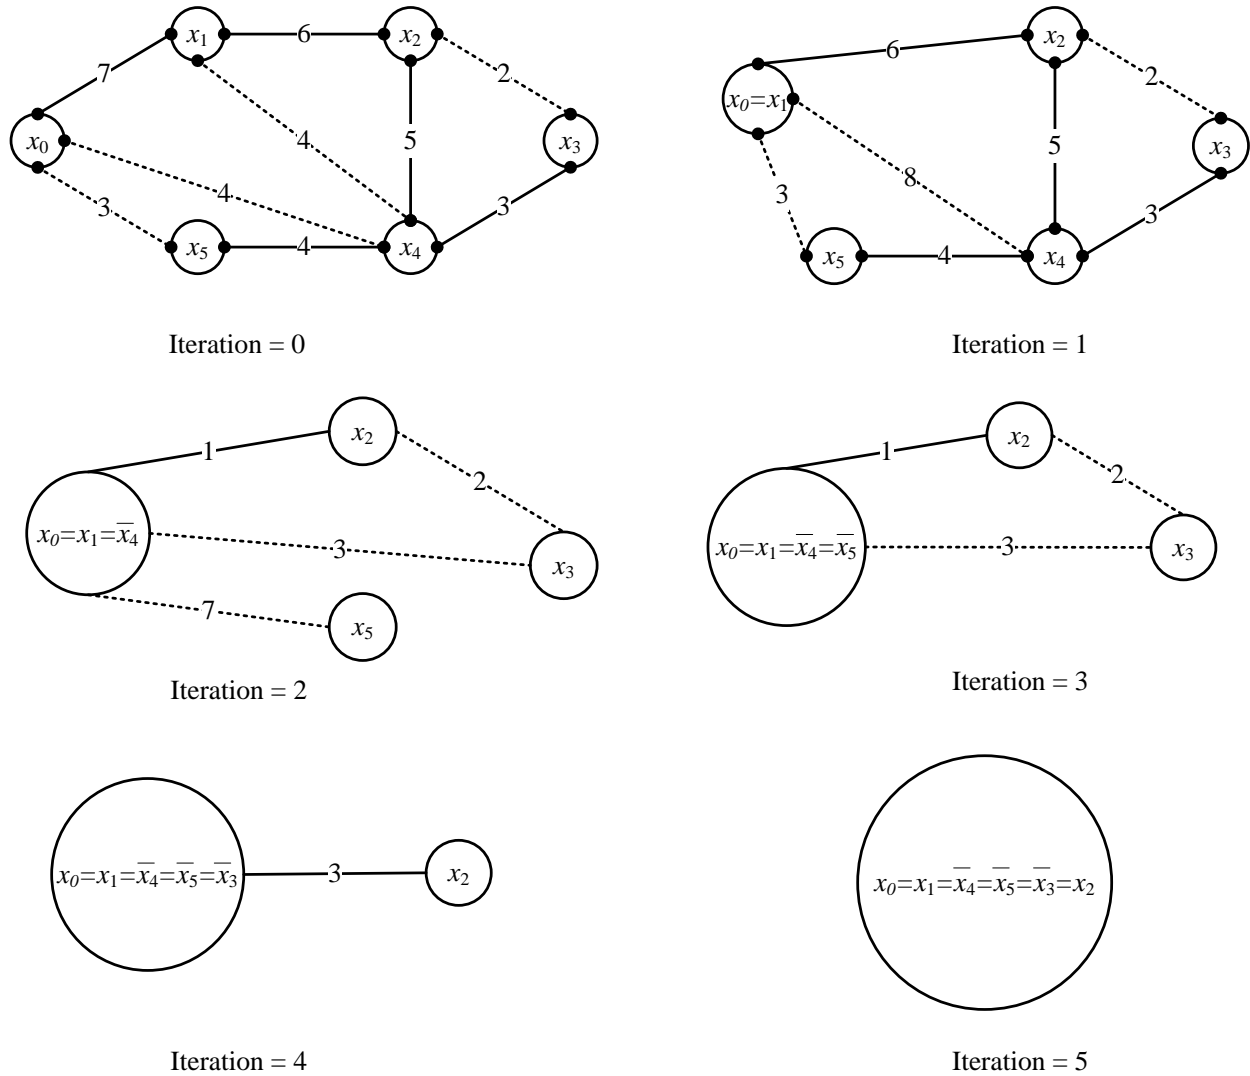 x₁ 6 x₂
7 2
x₀ 4 5 x₃
4
3 3
x₅ 4 x₄
Iteration = 0
x₂
6 2
x₀=x₁
5 x₃
8
3 3
x₅ 4 x₄
Iteration = 1
x₂
1
2
x₀=x₁=x̅₄
3
x₃
7
x₅
Iteration = 2
x₂
1
2
x₀=x₁=x̅₄=x̅₅ 3 x₃
Iteration = 3
x₀=x₁=x̅₄=x̅₅=x̅₃ 3 x₂
Iteration = 4
x₀=x₁=x̅₄=x̅₅=x̅₃=x₂
Iteration = 5